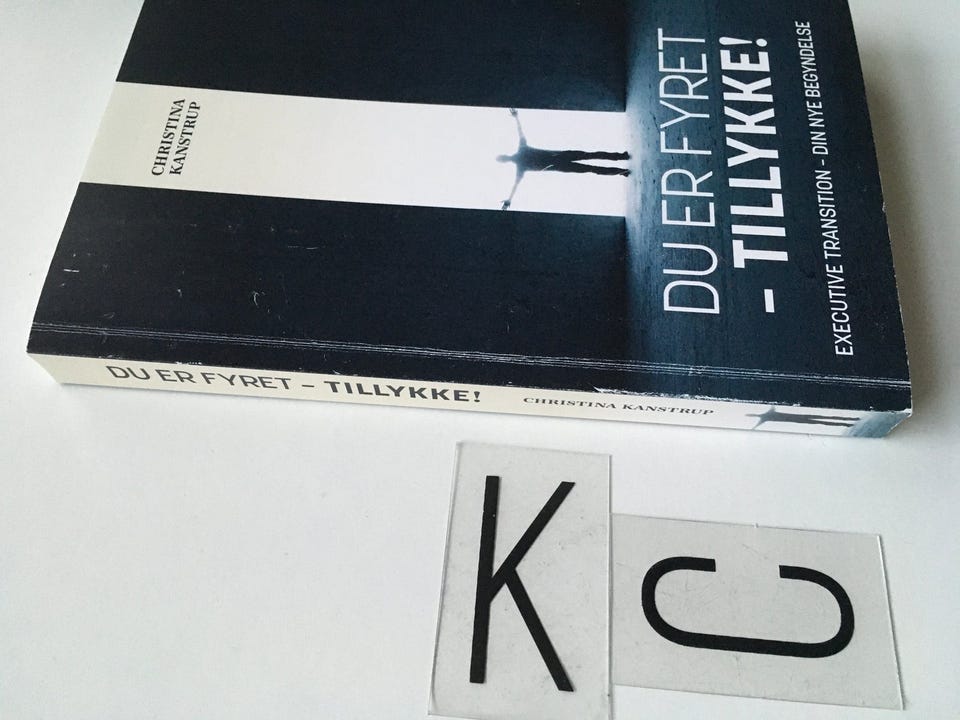 CHRISTINA
KANSTRUP
DU ER FYRET
– TILLYKKE!
EXECUTIVE TRANSITION – DIN NYE BEGYNDELSE
DU ER FYRET – TILLYKKE!
CHRISTINA KANSTRUP
K
C